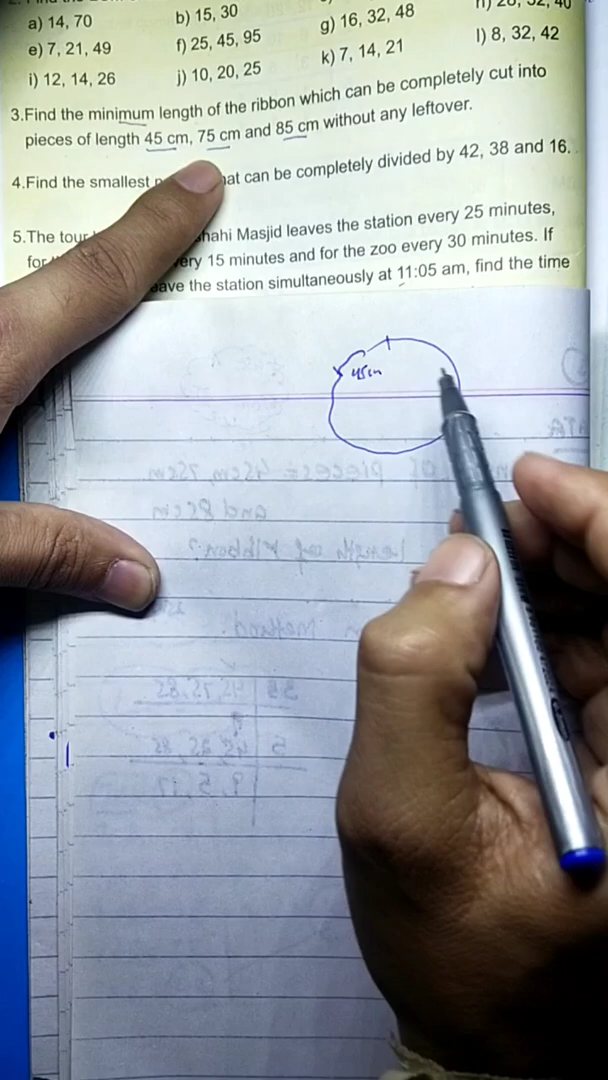 a) 14, 70
b) 15, 30
g) 16, 32, 48
h) 20, 32, 40
e) 7, 21, 49
f) 25, 45, 95
k) 7, 14, 21
l) 8, 32, 42
i) 12, 14, 26
j) 10, 20, 25
3.Find the minimum length of the ribbon which can be completely cut into
pieces of length 45 cm, 75 cm and 85 cm without any leftover.
4.Find the smallest that can be completely divided by 42, 38 and 16.
5.The tour hahi Masjid leaves the station every 25 minutes,
for ery 15 minutes and for the zoo every 30 minutes. If
eave the station simultaneously at 11:05 am, find the time
45cm